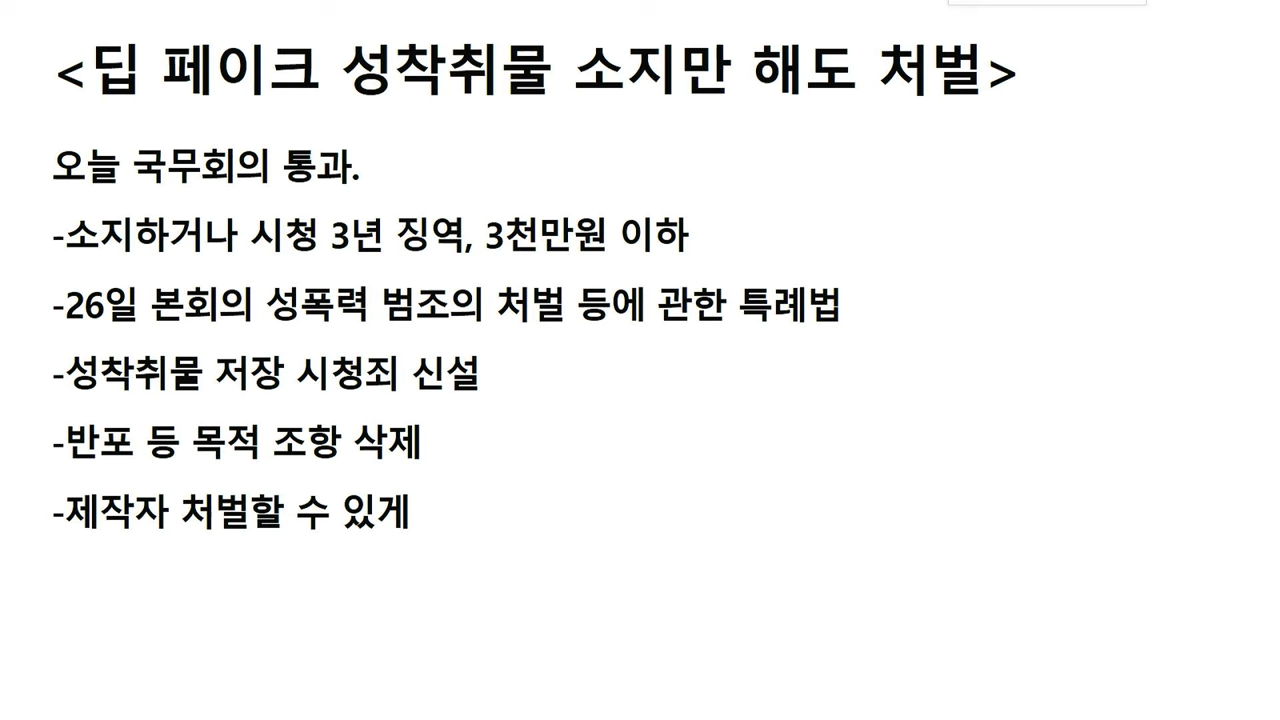 <딥 페이크 성착취물 소지만 해도 처벌>
오늘 국무회의 통과.
-소지하거나 시청 3년 징역, 3천만원 이하
-26일 본회의 성폭력 범조의 처벌 등에 관한 특례법
-성착취물 저장 시청죄 신설
-반포 등 목적 조항 삭제
-제작자 처벌할 수 있게